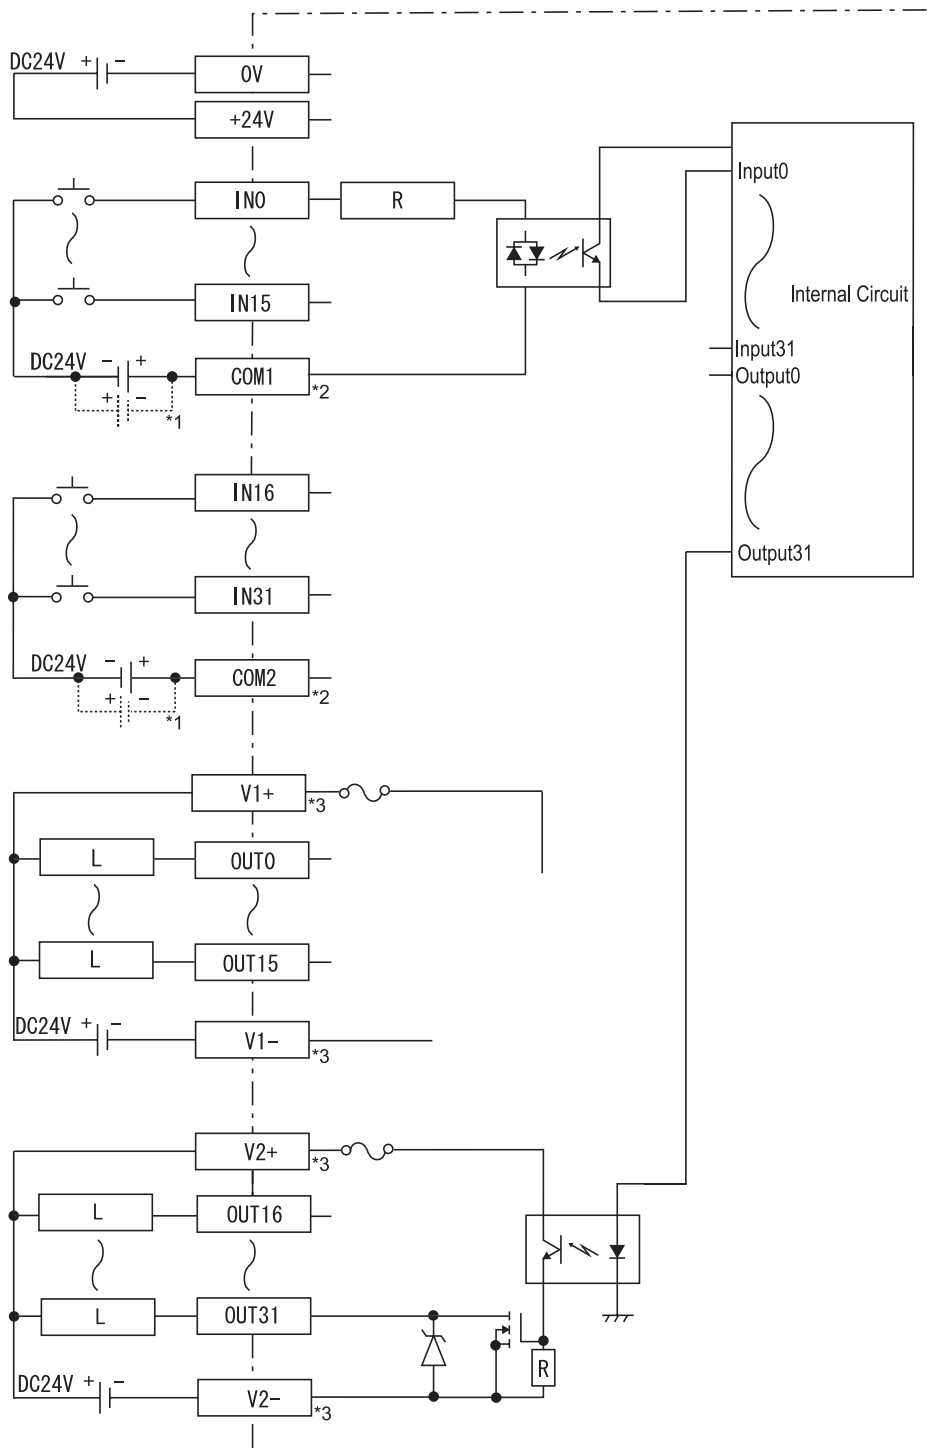 DC24V + −
0V
+24V
IN0
R
Input0
Internal Circuit
IN15
Input31
DC24V − +
COM1
*2
Output0
+ −
*1
IN16
Output31
IN31
DC24V − +
COM2
*2
+ −
*1
V1+
*3
L
OUT0
L
OUT15
DC24V + −
V1-
*3
V2+
*3
L
OUT16
L
OUT31
R
DC24V + −
V2-
*3